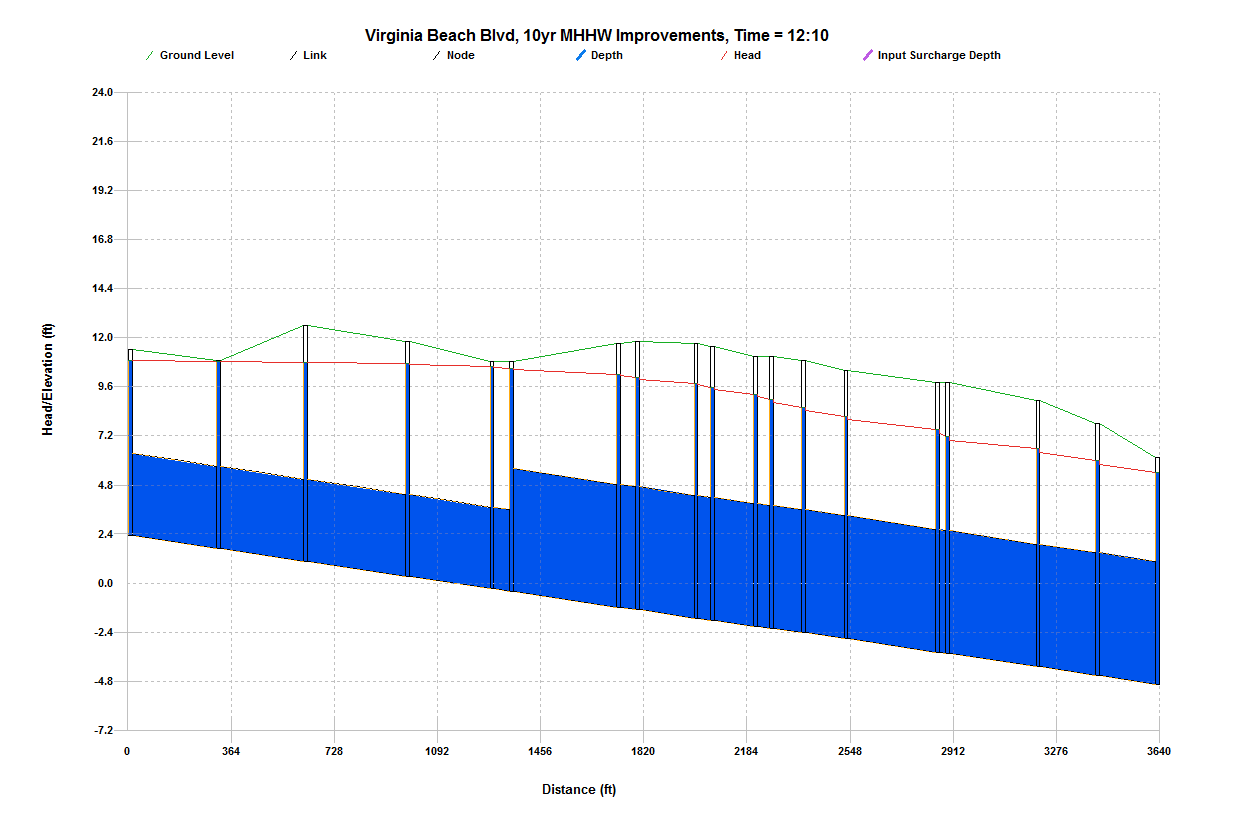 Virginia Beach Blvd, 10yr MHHW Improvements, Time = 12:10
Ground Level Link Node Depth Head Input Surcharge Depth
24.0
21.6
19.2
16.8
14.4
12.0
9.6
7.2
4.8
2.4
0.0
-2.4
-4.8
-7.2
Head/Elevation (ft)
0 364 728 1092 1456 1820 2184 2548 2912 3276 3640
Distance (ft)